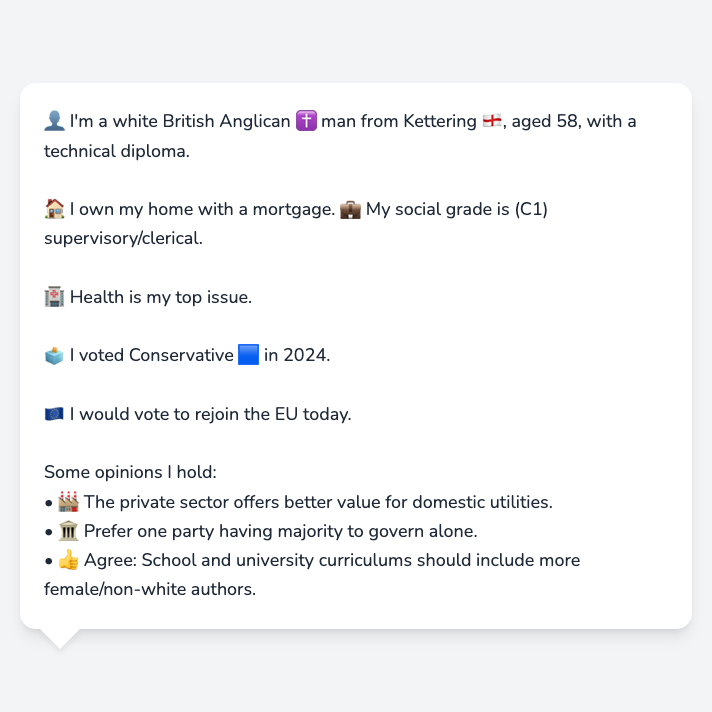 👤 I'm a white British Anglican ✝️ man from Kettering 🏴󠁧󠁢󠁥󠁮󠁧󠁿, aged 58, with a
technical diploma.
🏠 I own my home with a mortgage. 💼 My social grade is (C1)
supervisory/clerical.
🏥 Health is my top issue.
🗳️ I voted Conservative 🟦 in 2024.
🇪🇺 I would vote to rejoin the EU today.
Some opinions I hold:
• 🏭 The private sector offers better value for domestic utilities.
• 🏛️ Prefer one party having majority to govern alone.
• 👍 Agree: School and university curriculums should include more
female/non-white authors.